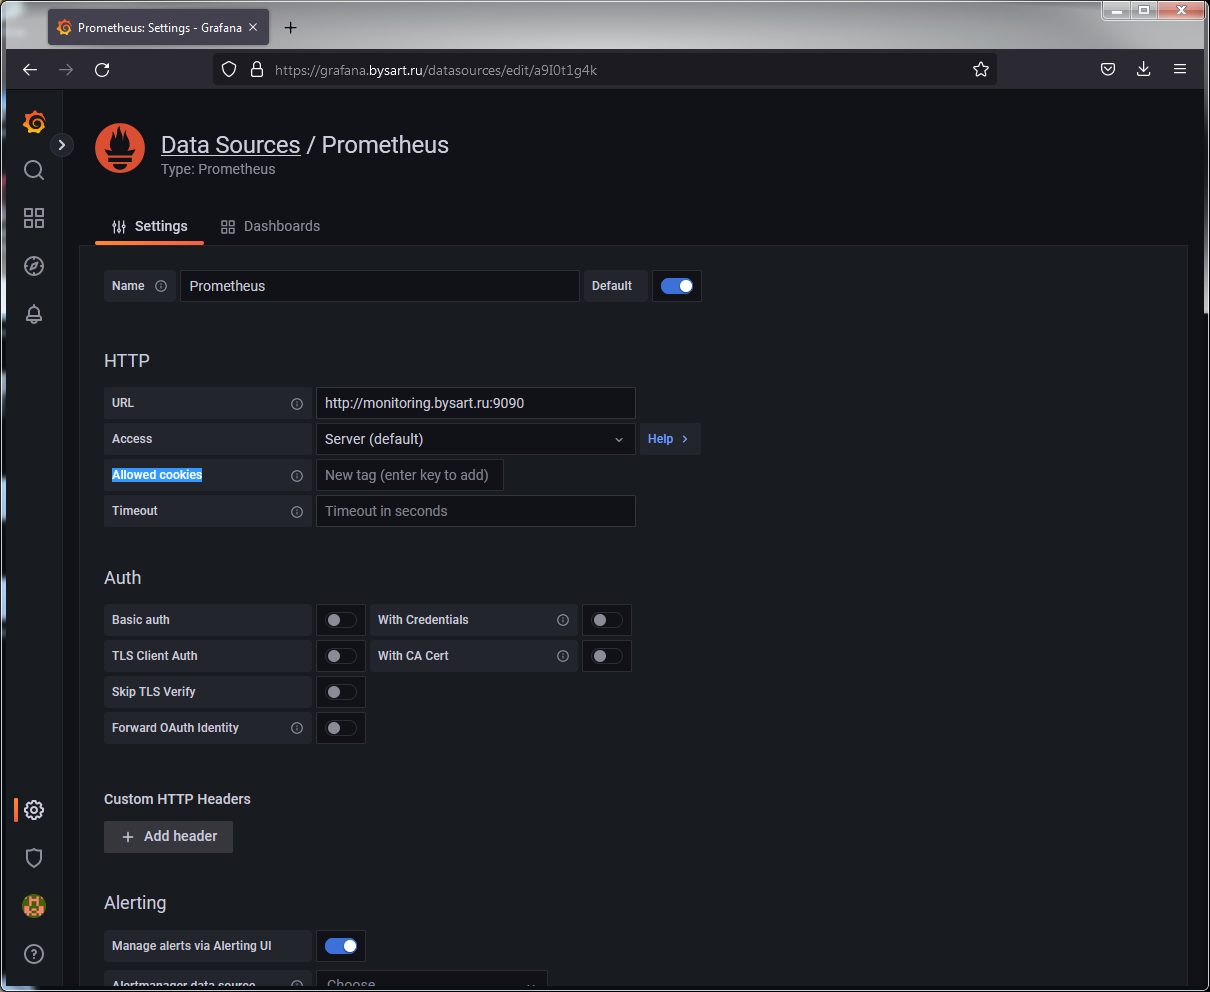 Prometheus: Settings - Grafana
https://grafana.bysart.ru/datasources/edit/a9I0t1g4k
Data Sources / Prometheus
Type: Prometheus
Settings Dashboards
Name Prometheus Default
HTTP
URL http://monitoring.bysart.ru:9090
Access Server (default) Help
Allowed cookies New tag (enter key to add)
Timeout Timeout in seconds
Auth
Basic auth With Credentials
TLS Client Auth With CA Cert
Skip TLS Verify
Forward OAuth Identity
Custom HTTP Headers
+ Add header
Alerting
Manage alerts via Alerting UI
Alertmanager data source Choose